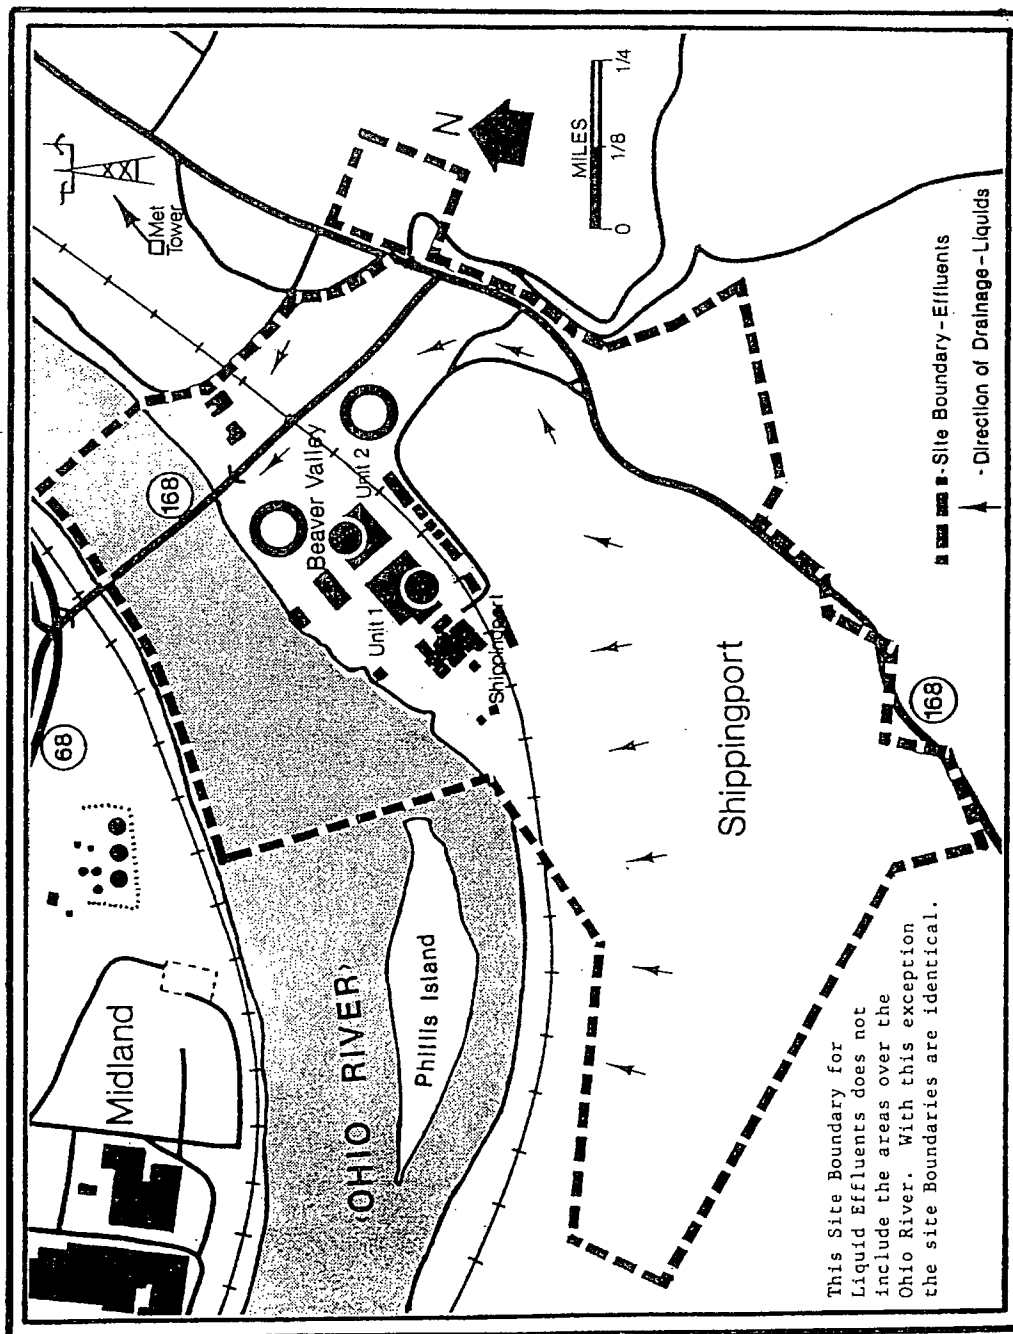 Midland
68
168
Met
Tower
N
MILES
0
1/8
1/4
(OHIO RIVER)
Phillis Island
Unit 1
Beaver Valley
Unit 2
Shippingport
Shippingport
168
-Site Boundary-Effluents
-Direction of Drainage-Liquids
This Site Boundary for
Liquid Effluents does not
include the areas over the
Ohio River. With this exception
the site Boundaries are identical.